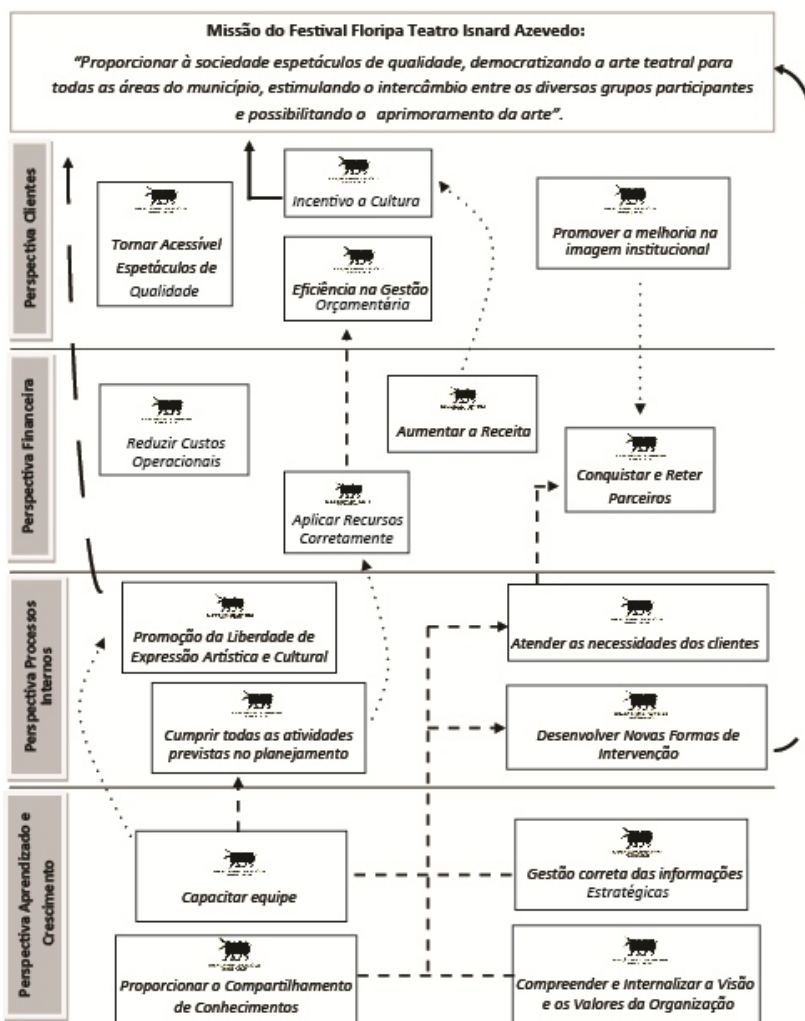 Missão do Festival Floripa Teatro Isnard Azevedo:
“Proporcionar à sociedade espetáculos de qualidade, democratizando a arte teatral para
todas as áreas do município, estimulando o intercâmbio entre os diversos grupos participantes
e possibilitando o aprimoramento da arte”.
Perspectiva Clientes
Tornar Acessível
Espetáculos de
Qualidade
Incentivo a Cultura
Eficiência na Gestão
Orçamentária
Promover a melhoria na
imagem institucional
Perspectiva Financeira
Reduzir Custos
Operacionais
Aplicar Recursos
Corretamente
Aumentar a Receita
Conquistar e Reter
Parceiros
Perspectiva Processos
Internos
Promoção da Liberdade de
Expressão Artística e Cultural
Cumprir todas as atividades
previstas no planejamento
Atender as necessidades dos clientes
Desenvolver Novas Formas de
Intervenção
Perspectiva Aprendizado e
Crescimento
Capacitar equipe
Gestão correta das informações
Estratégicas
Proporcionar o Compartilhamento
de Conhecimentos
Compreender e Internalizar a Visão
e os Valores da Organização